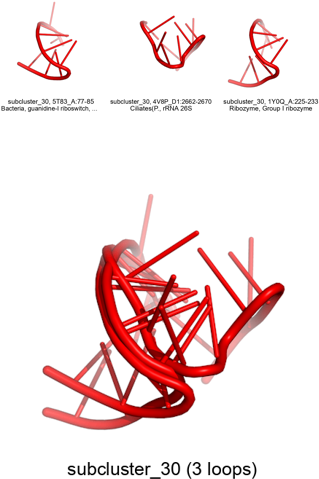 subcluster_30, 5T83_A:77-85
Bacteria, guanidine-I riboswitch, ...
subcluster_30, 4V8P_D1:2662-2670
Ciliates(P., rRNA 26S
subcluster_30, 1Y0Q_A:225-233
Ribozyme, Group I ribozyme
subcluster_30 (3 loops)